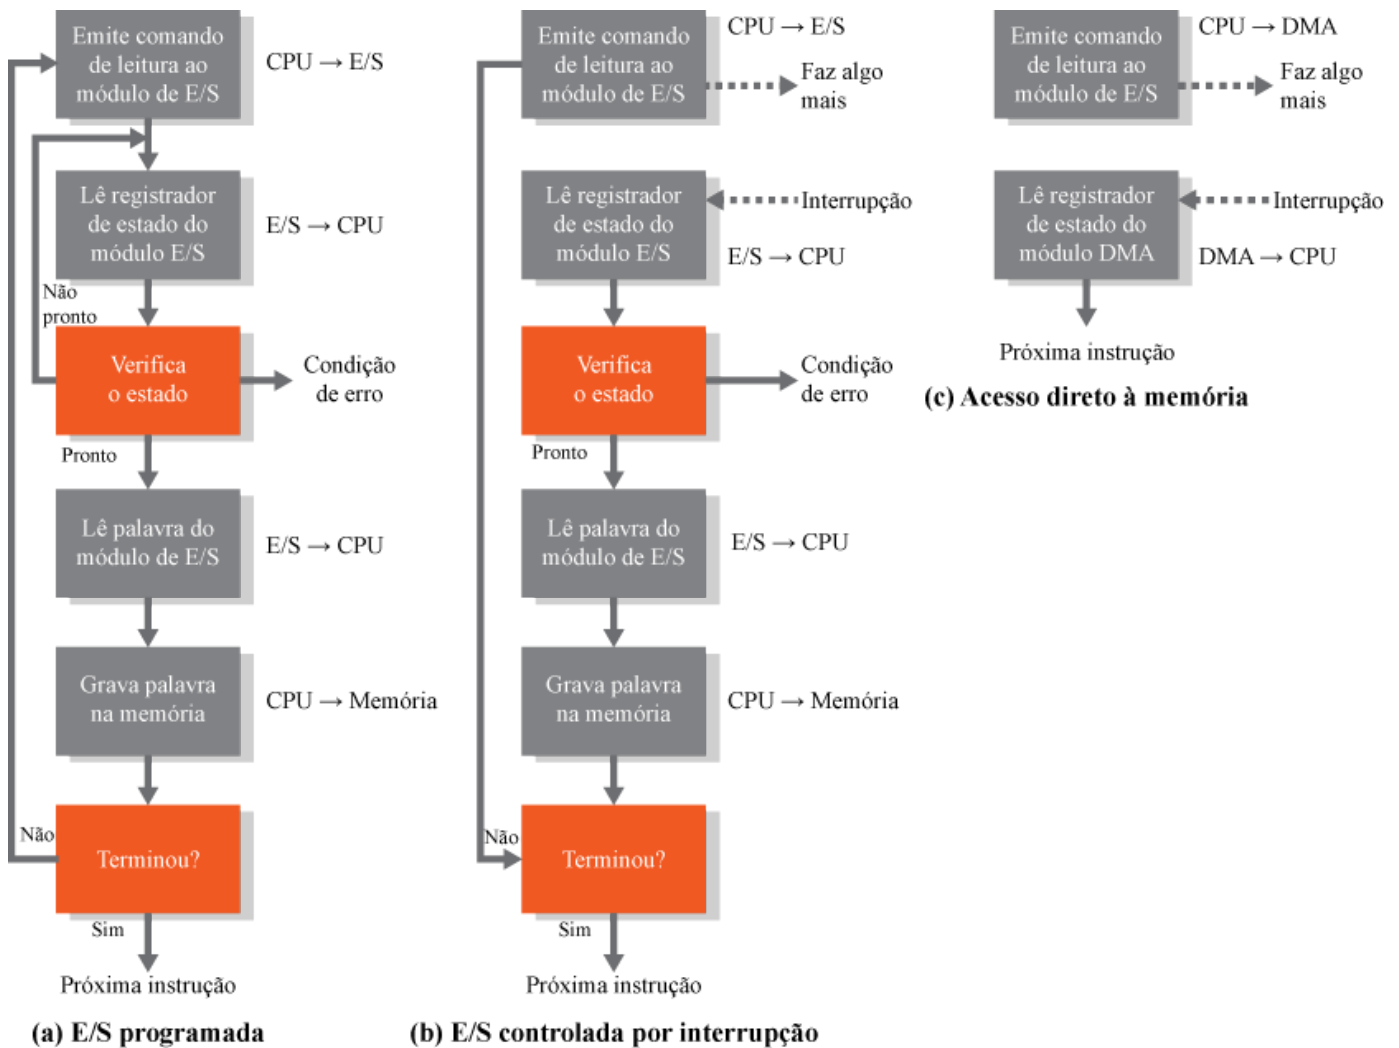 Emite comando
de leitura ao
módulo de E/S
CPU → E/S
Lê registrador
de estado do
módulo E/S
E/S → CPU
Não
pronto
Verifica
o estado
Condição
de erro
Pronto
Lê palavra do
módulo de E/S
E/S → CPU
Grava palavra
na memória
CPU → Memória
Não
Terminou?
Sim
Próxima instrução
(a) E/S programada
Emite comando
de leitura ao
módulo de E/S
CPU → E/S
Faz algo
mais
Lê registrador
de estado do
módulo E/S
Interrupção
E/S → CPU
Verifica
o estado
Condição
de erro
Pronto
Lê palavra do
módulo de E/S
E/S → CPU
Grava palavra
na memória
CPU → Memória
Não
Terminou?
Sim
Próxima instrução
(b) E/S controlada por interrupção
Emite comando
de leitura ao
módulo de E/S
CPU → DMA
Faz algo
mais
Lê registrador
de estado do
módulo DMA
Interrupção
DMA → CPU
Próxima instrução
(c) Acesso direto à memória